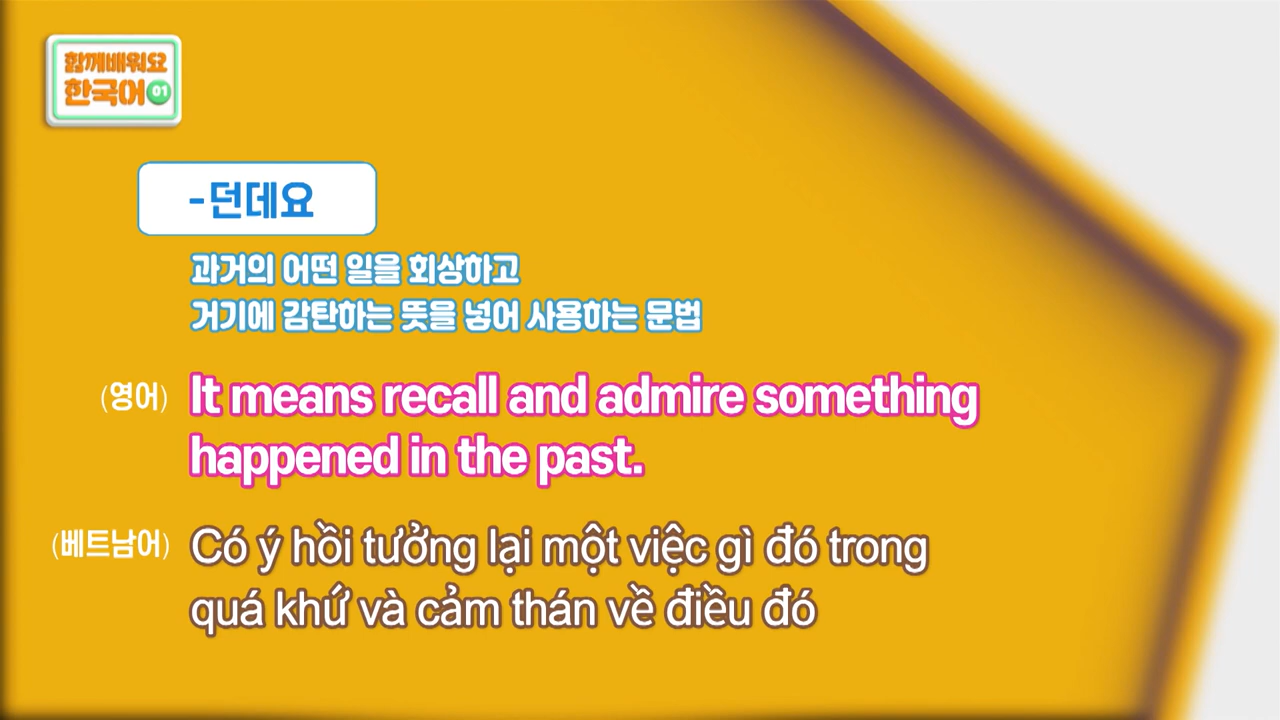 함께배워요
한국어 01
-던데요
과거의 어떤 일을 회상하고
거기에 감탄하는 뜻을 넣어 사용하는 문법
(영어) It means recall and admire something
happened in the past.
(베트남어) Có ý hồi tưởng lại một việc gì đó trong
quá khứ và cảm thán về điều đó